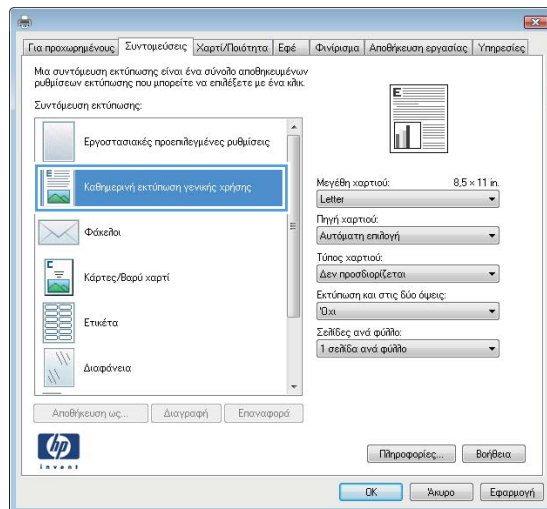 Για προχωρημένους Συντομεύσεις Χαρτί/Ποιότητα Εφέ Φινίρισμα Αποθήκευση εργασίας Υπηρεσίες
Μια συντόμευση εκτύπωσης είναι ένα σύνολο αποθηκευμένων
ρυθμίσεων εκτύπωσης που μπορείτε να επιλέξετε με ένα κλικ.
Συντόμευση εκτύπωσης:
Εργοστασιακές προεπιλεγμένες ρυθμίσεις
Καθημερινή εκτύπωση γενικής χρήσης
Φάκελοι
Κάρτες/Βαρύ χαρτί
Ετικέτα
Διαφάνεια
Αποθήκευση ως... Διαγραφή Επαναφορά
E
E
C
Μεγέθη χαρτιού: 8,5 × 11 in.
Letter
Πηγή χαρτιού:
Αυτόματη επιλογή
Τύπος χαρτιού:
Δεν προσδιορίζεται
Εκτύπωση και στις δύο όψεις:
Όχι
Σελίδες ανά φύλλο:
1 σελίδα ανά φύλλο
hp
invent
Πληροφορίες... Βοήθεια
OK Άκυρο Εφαρμογή